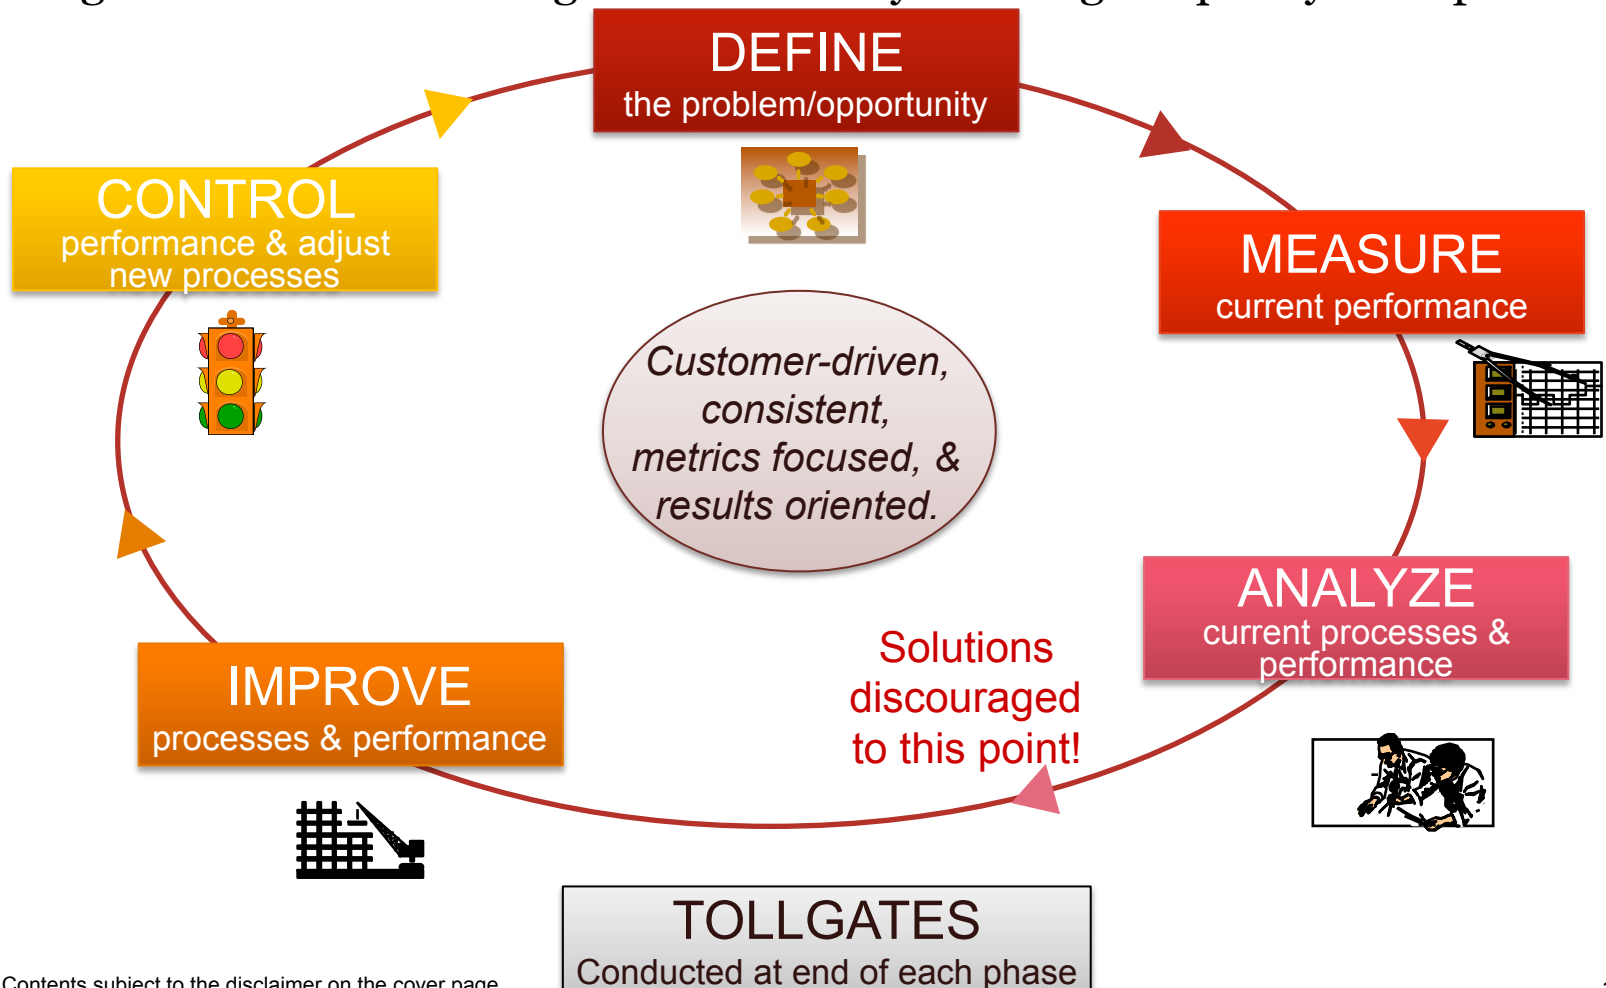 DEFINE
the problem/opportunity
CONTROL
performance & adjust
new processes
MEASURE
current performance
Customer-driven,
consistent,
metrics focused, &
results oriented.
ANALYZE
current processes &
performance
Solutions
discouraged
to this point!
IMPROVE
processes & performance
TOLLGATES
Conducted at end of each phase
Contents subject to the disclaimer on the cover page